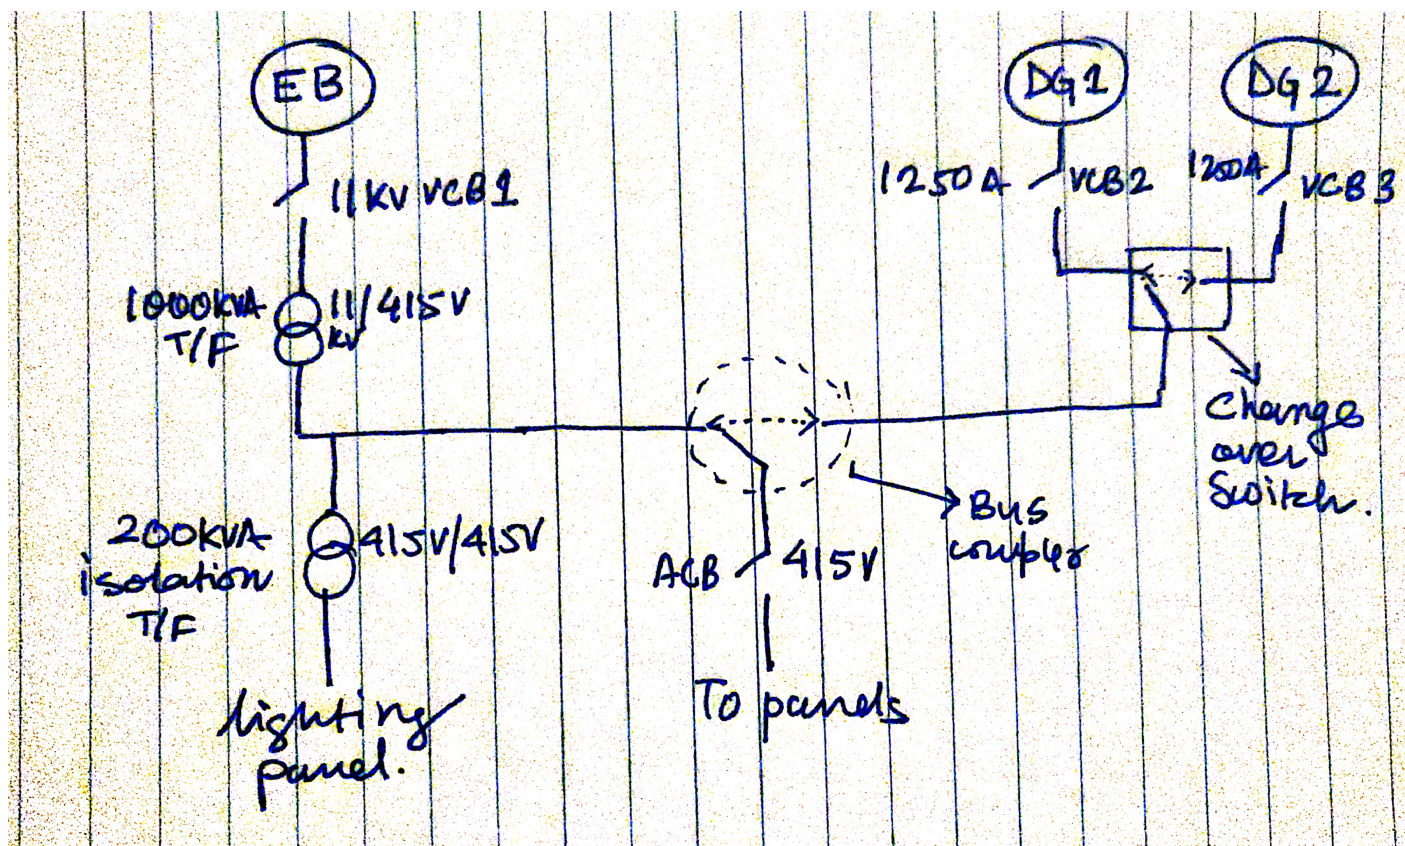 EB
DG1
DG2
11KV VCB1
1250A
VCB2
1250A
VCB3
1000KVA
T/F
11/415V
KV
Change
over
Switch.
Bus
coupler
200KVA
isolation
T/F
415V/415V
ACB
415V
lighting
panel.
To panels